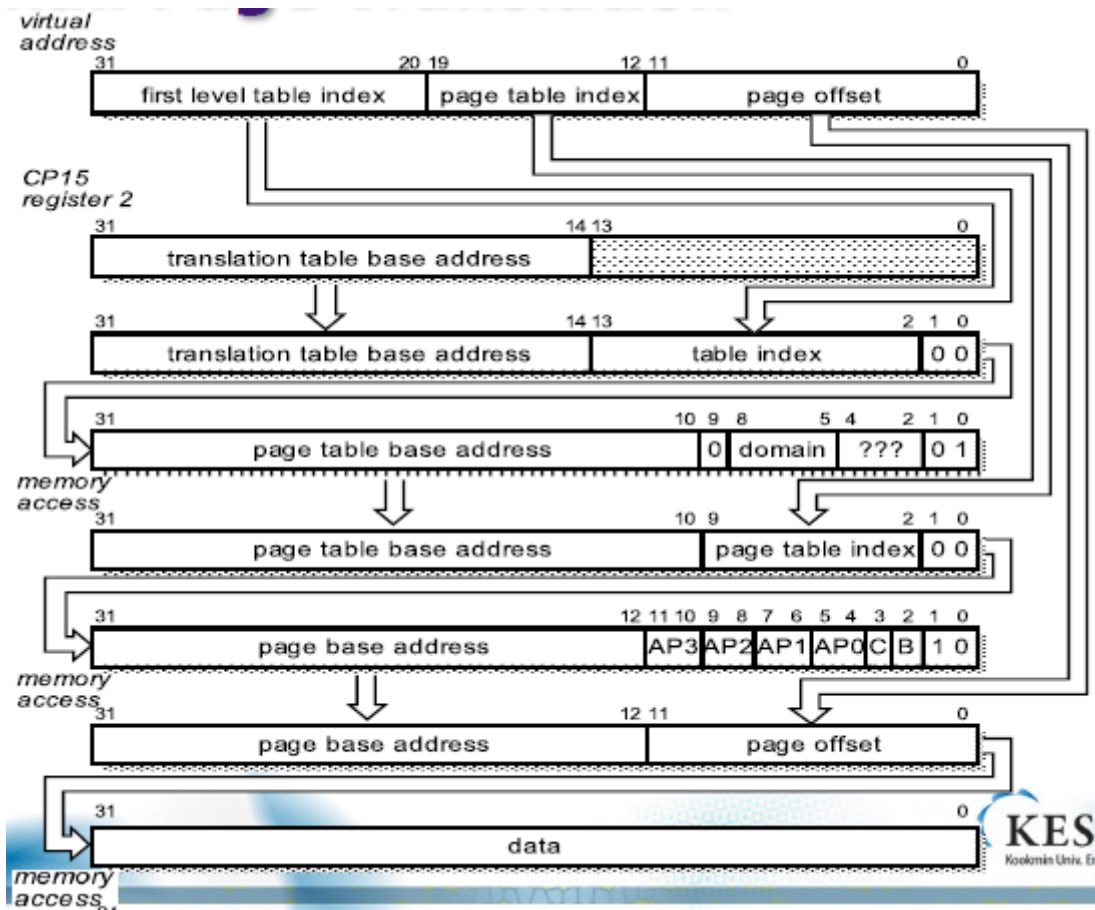 virtual
address
31 20 19 12 11 0
first level table index page table index page offset
CP15
register 2
31 14 13 0
translation table base address
31 14 13 2 1 0
translation table base address table index 0 0
31 10 9 8 5 4 2 1 0
page table base address 0 domain ??? 0 1
memory
access
31 10 9 2 1 0
page table base address page table index 0 0
31 12 11 10 9 8 7 6 5 4 3 2 1 0
page base address AP3 AP2 AP1 AP0 C B 1 0
memory
access
31 12 11 0
page base address page offset
31 0
data
KES
Kookmin Univ. En
memory
access